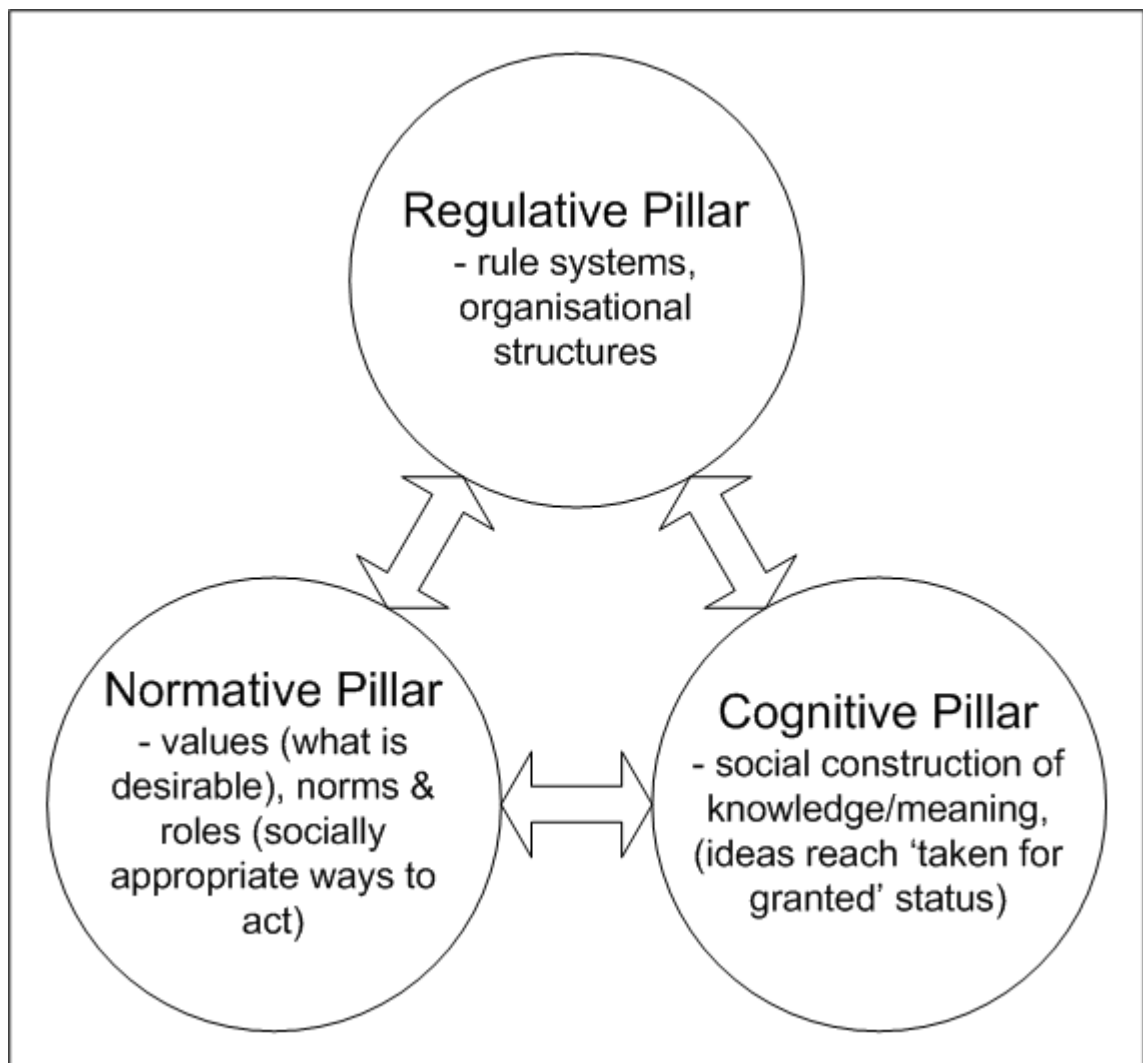 Regulative Pillar
- rule systems,
organisational
structures
Normative Pillar
- values (what is
desirable), norms &
roles (socially
appropriate ways to
act)
Cognitive Pillar
- social construction of
knowledge/meaning,
(ideas reach ‘taken for
granted’ status)